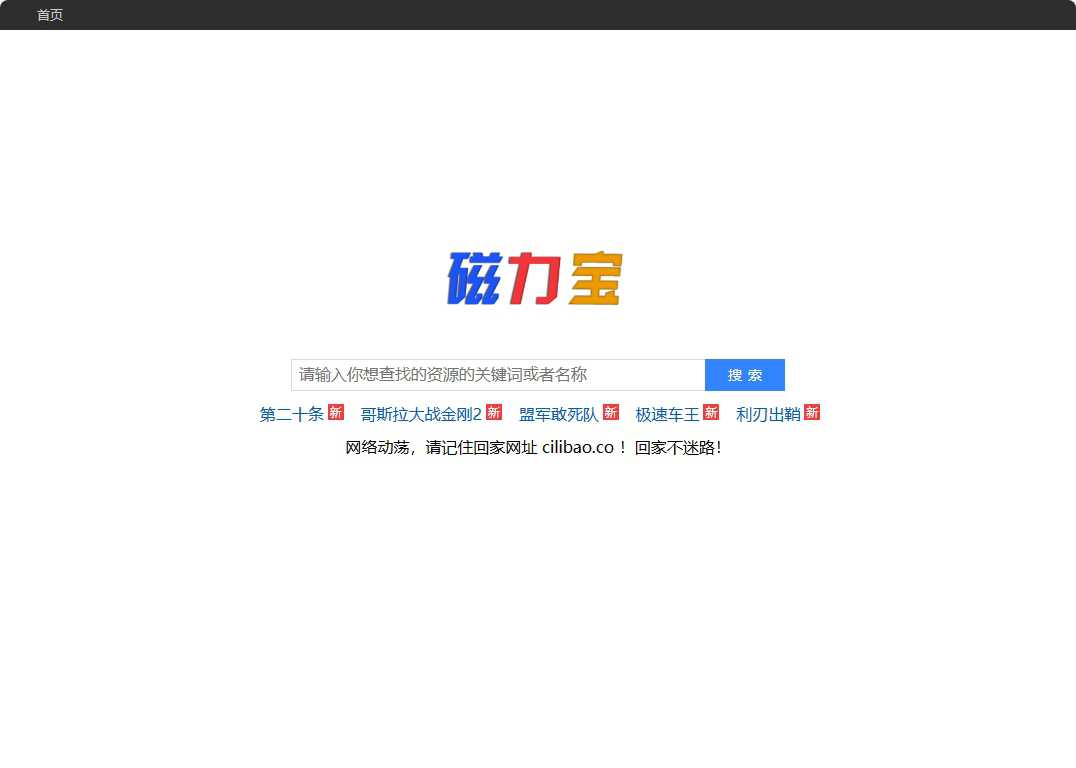 首页
磁力宝
请输入你想查找的资源的关键词或者名称 搜 索
第二十条 新 哥斯拉大战金刚2 新 盟军敢死队 新 极速车王 新 利刃出鞘 新
网络动荡，请记住回家网址 cilibao.co ！回家不迷路！